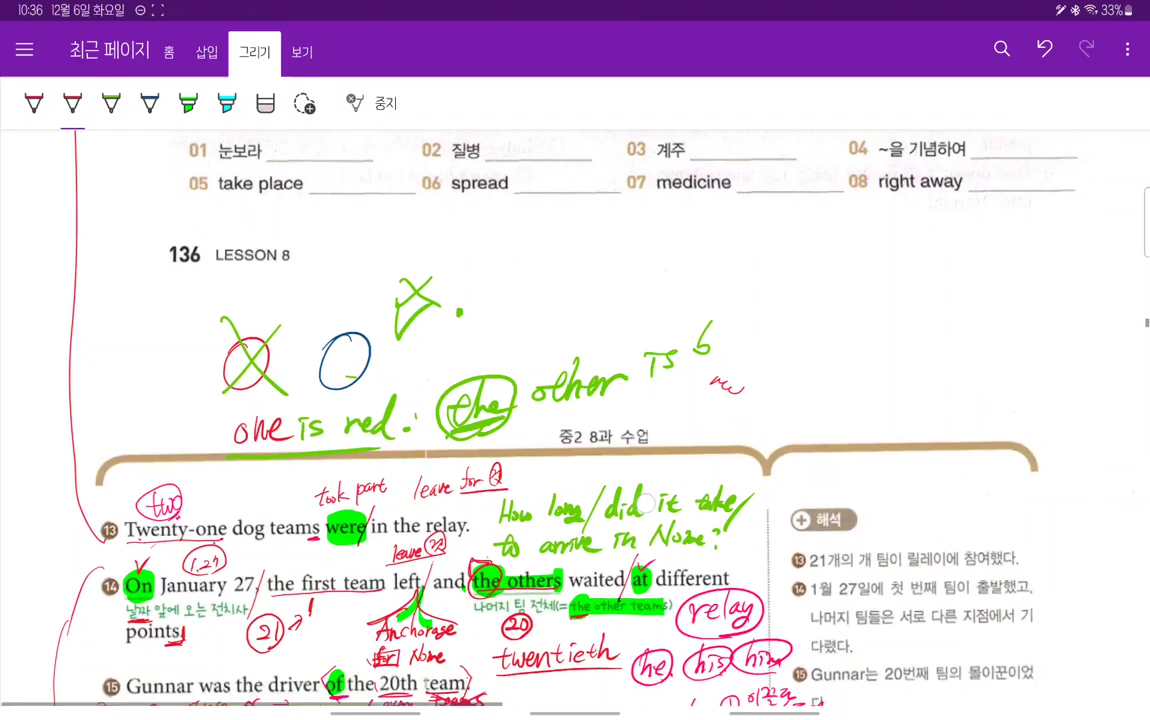 10:36 12월 6일 화요일
33%
최근 페이지 홈 삽입 그리기 보기
중지
01 눈보라 02 질병 03 계주 04 ~을 기념하여
05 take place 06 spread 07 medicine 08 right away
136 LESSON 8
one is red. the other is b
중2 8과 수업
two took part leave for
How long / did it take /
to arrive in Nome?
해석
13 Twenty-one dog teams were in the relay.
13 21개의 개 팀이 릴레이에 참여했다.
1.27 leave
14 On January 27, the first team left, and the others waited at different
14 1월 27일에 첫 번째 팀이 출발했고,
날짜 앞에 오는 전치사 나머지 팀 전체(= the other teams)
나머지 팀들은 서로 다른 지점에서 기
points.
21 Anchorage 20 relay
다렸다.
for Nome twentieth he his him
15 Gunnar was the driver of the 20th team.
15 Gunnar는 20번째 팀의 몰이꾼이었
다.